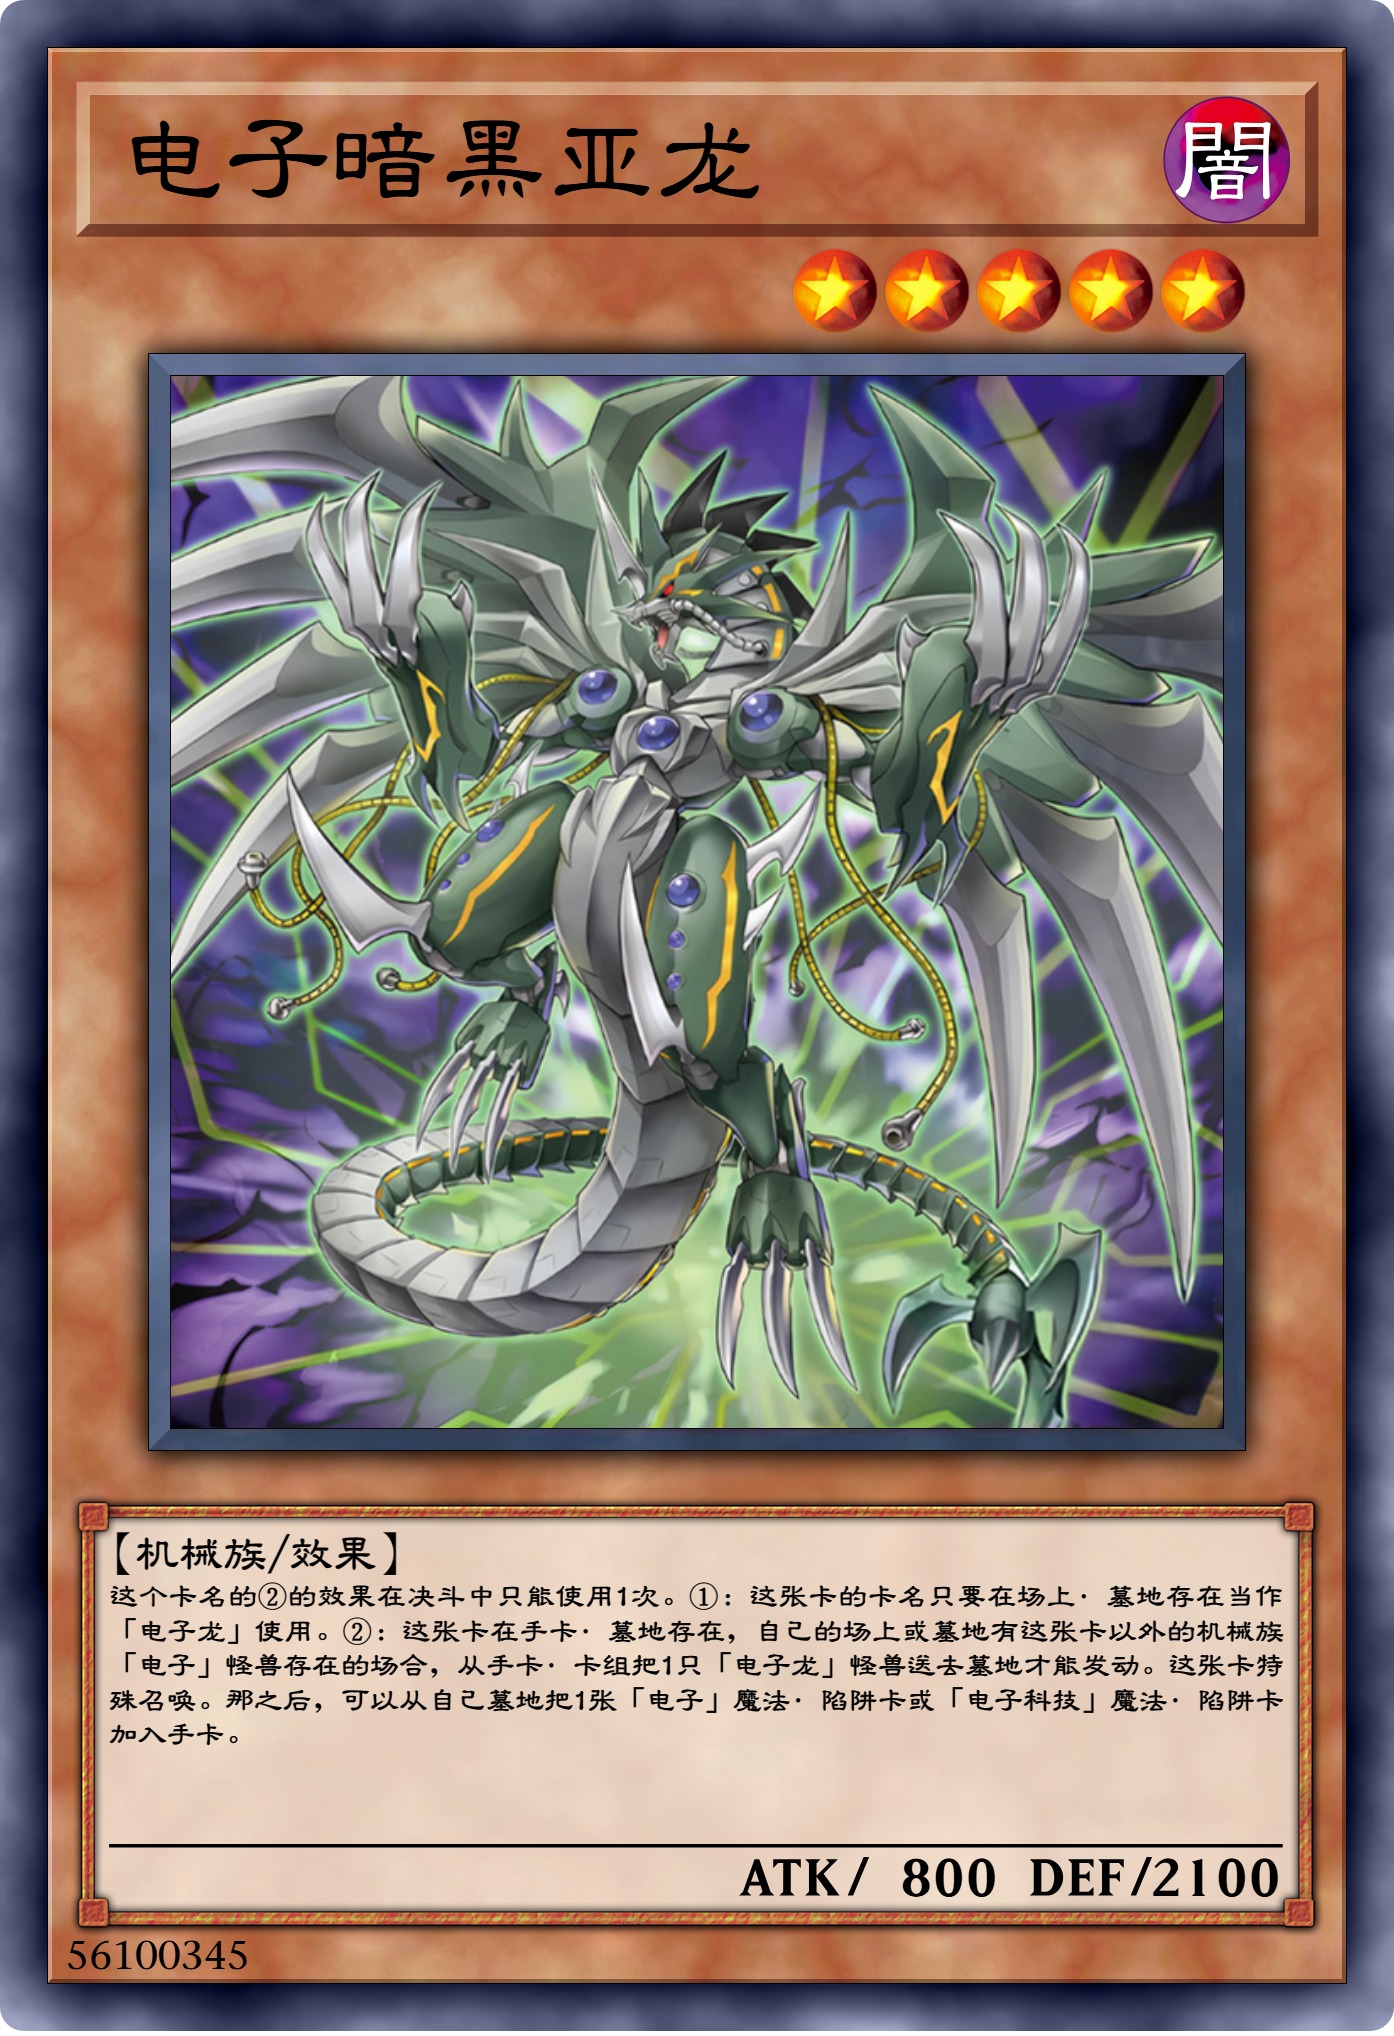 电子暗黑亚龙
闇
【机械族/效果】
这个卡名的②的效果在决斗中只能使用1次。①：这张卡的卡名只要在场上·墓地存在当作
「电子龙」使用。②：这张卡在手卡·墓地存在，自己的场上或墓地有这张卡以外的机械族
「电子」怪兽存在的场合，从手卡·卡组把1只「电子龙」怪兽送去墓地才能发动。这张卡特
殊召唤。那之后，可以从自己墓地把1张「电子」魔法·陷阱卡或「电子科技」魔法·陷阱卡
加入手卡。
ATK/ 800 DEF/2100
56100345